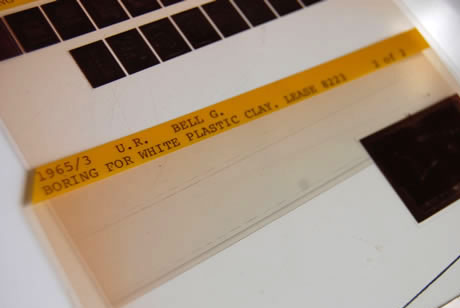 1965/3 U.R. BELL G. 1 of 2
BORING FOR WHITE PLASTIC CLAY, LEASE 8223